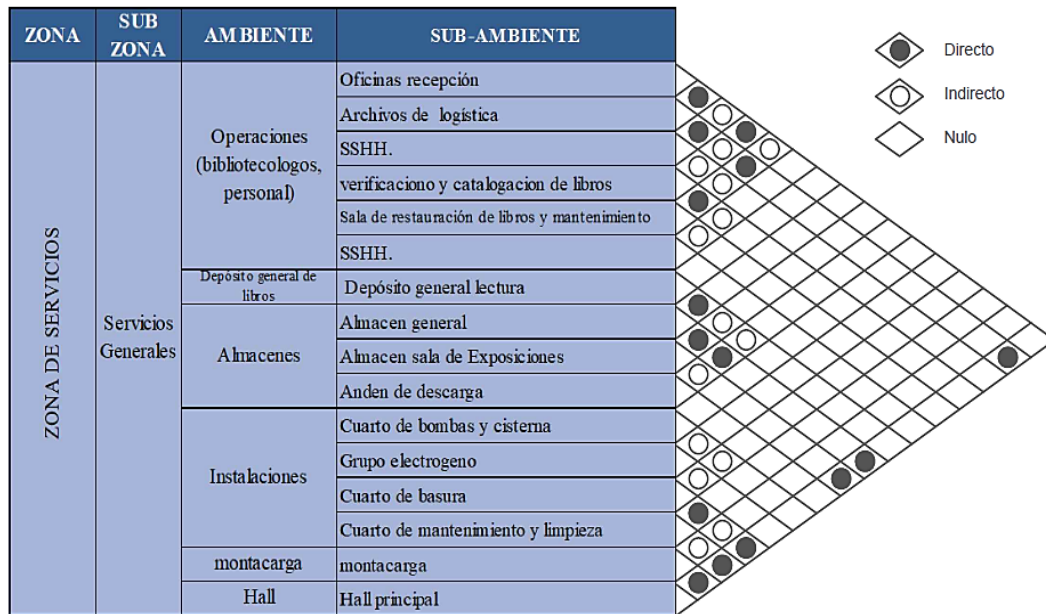 ZONA
SUB
ZONA
AMBIENTE
SUB-AMBIENTE
ZONA DE SERVICIOS
Servicios
Generales
Operaciones
(bibliotecologos,
personal)
Oficinas recepción
Archivos de logística
SSHH.
verificaciono y catalogacion de libros
Sala de restauración de libros y mantenimiento
SSHH.
Depósito general de
libros
Depósito general lectura
Almacenes
Almacen general
Almacen sala de Exposiciones
Anden de descarga
Instalaciones
Cuarto de bombas y cisterna
Grupo electrogeno
Cuarto de basura
Cuarto de mantenimiento y limpieza
montacarga
montacarga
Hall
Hall principal
Directo
Indirecto
Nulo